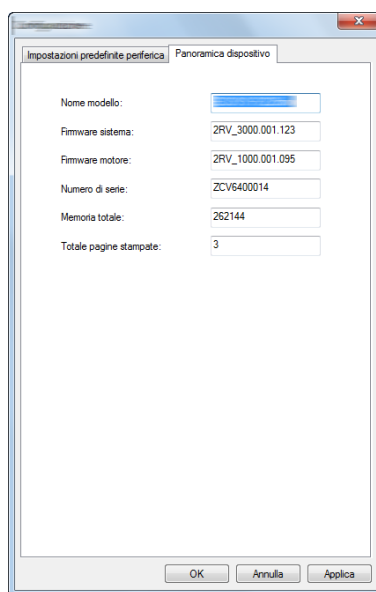 Impostazioni predefinite periferica Panoramica dispositivo
Nome modello:
Firmware sistema: 2RV_3000.001.123
Firmware motore: 2RV_1000.001.095
Numero di serie: ZCV6400014
Memoria totale: 262144
Totale pagine stampate: 3
OK Annulla Applica